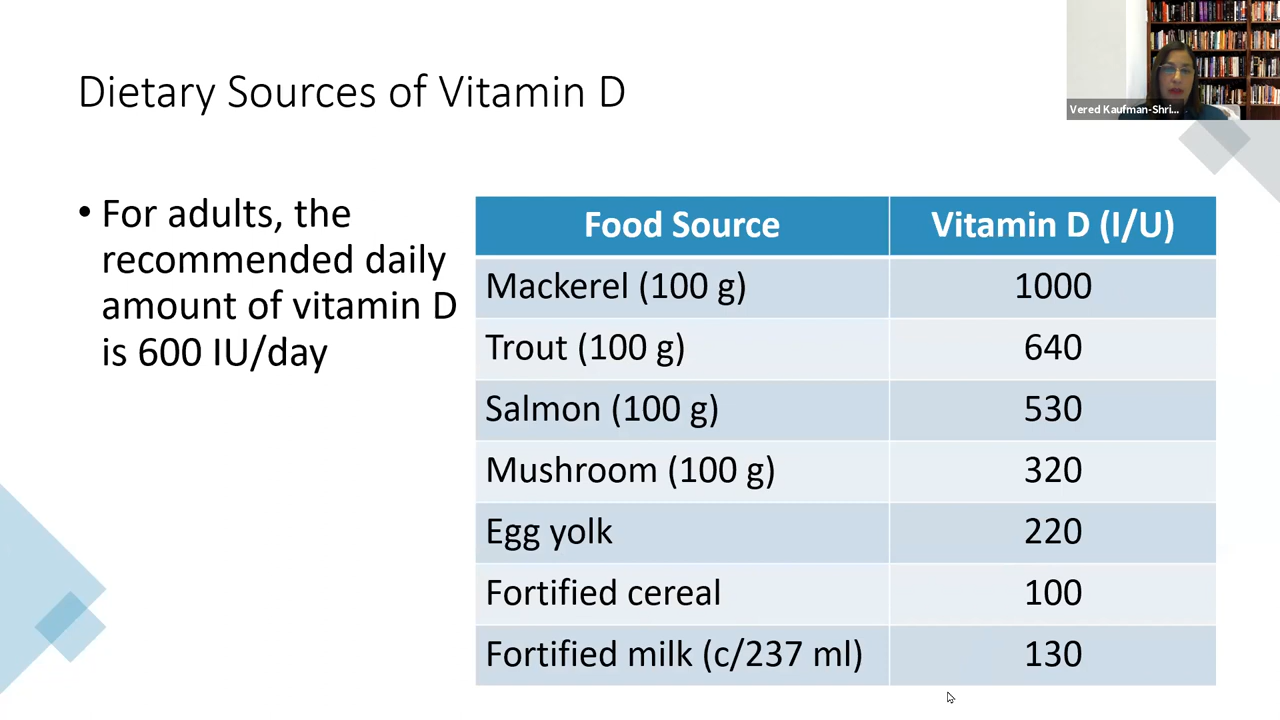 Dietary Sources of Vitamin D
Vered Kaufman-Shri...
• For adults, the
recommended daily
amount of vitamin D
is 600 IU/day
Food Source Vitamin D (I/U)
Mackerel (100 g) 1000
Trout (100 g) 640
Salmon (100 g) 530
Mushroom (100 g) 320
Egg yolk 220
Fortified cereal 100
Fortified milk (c/237 ml) 130